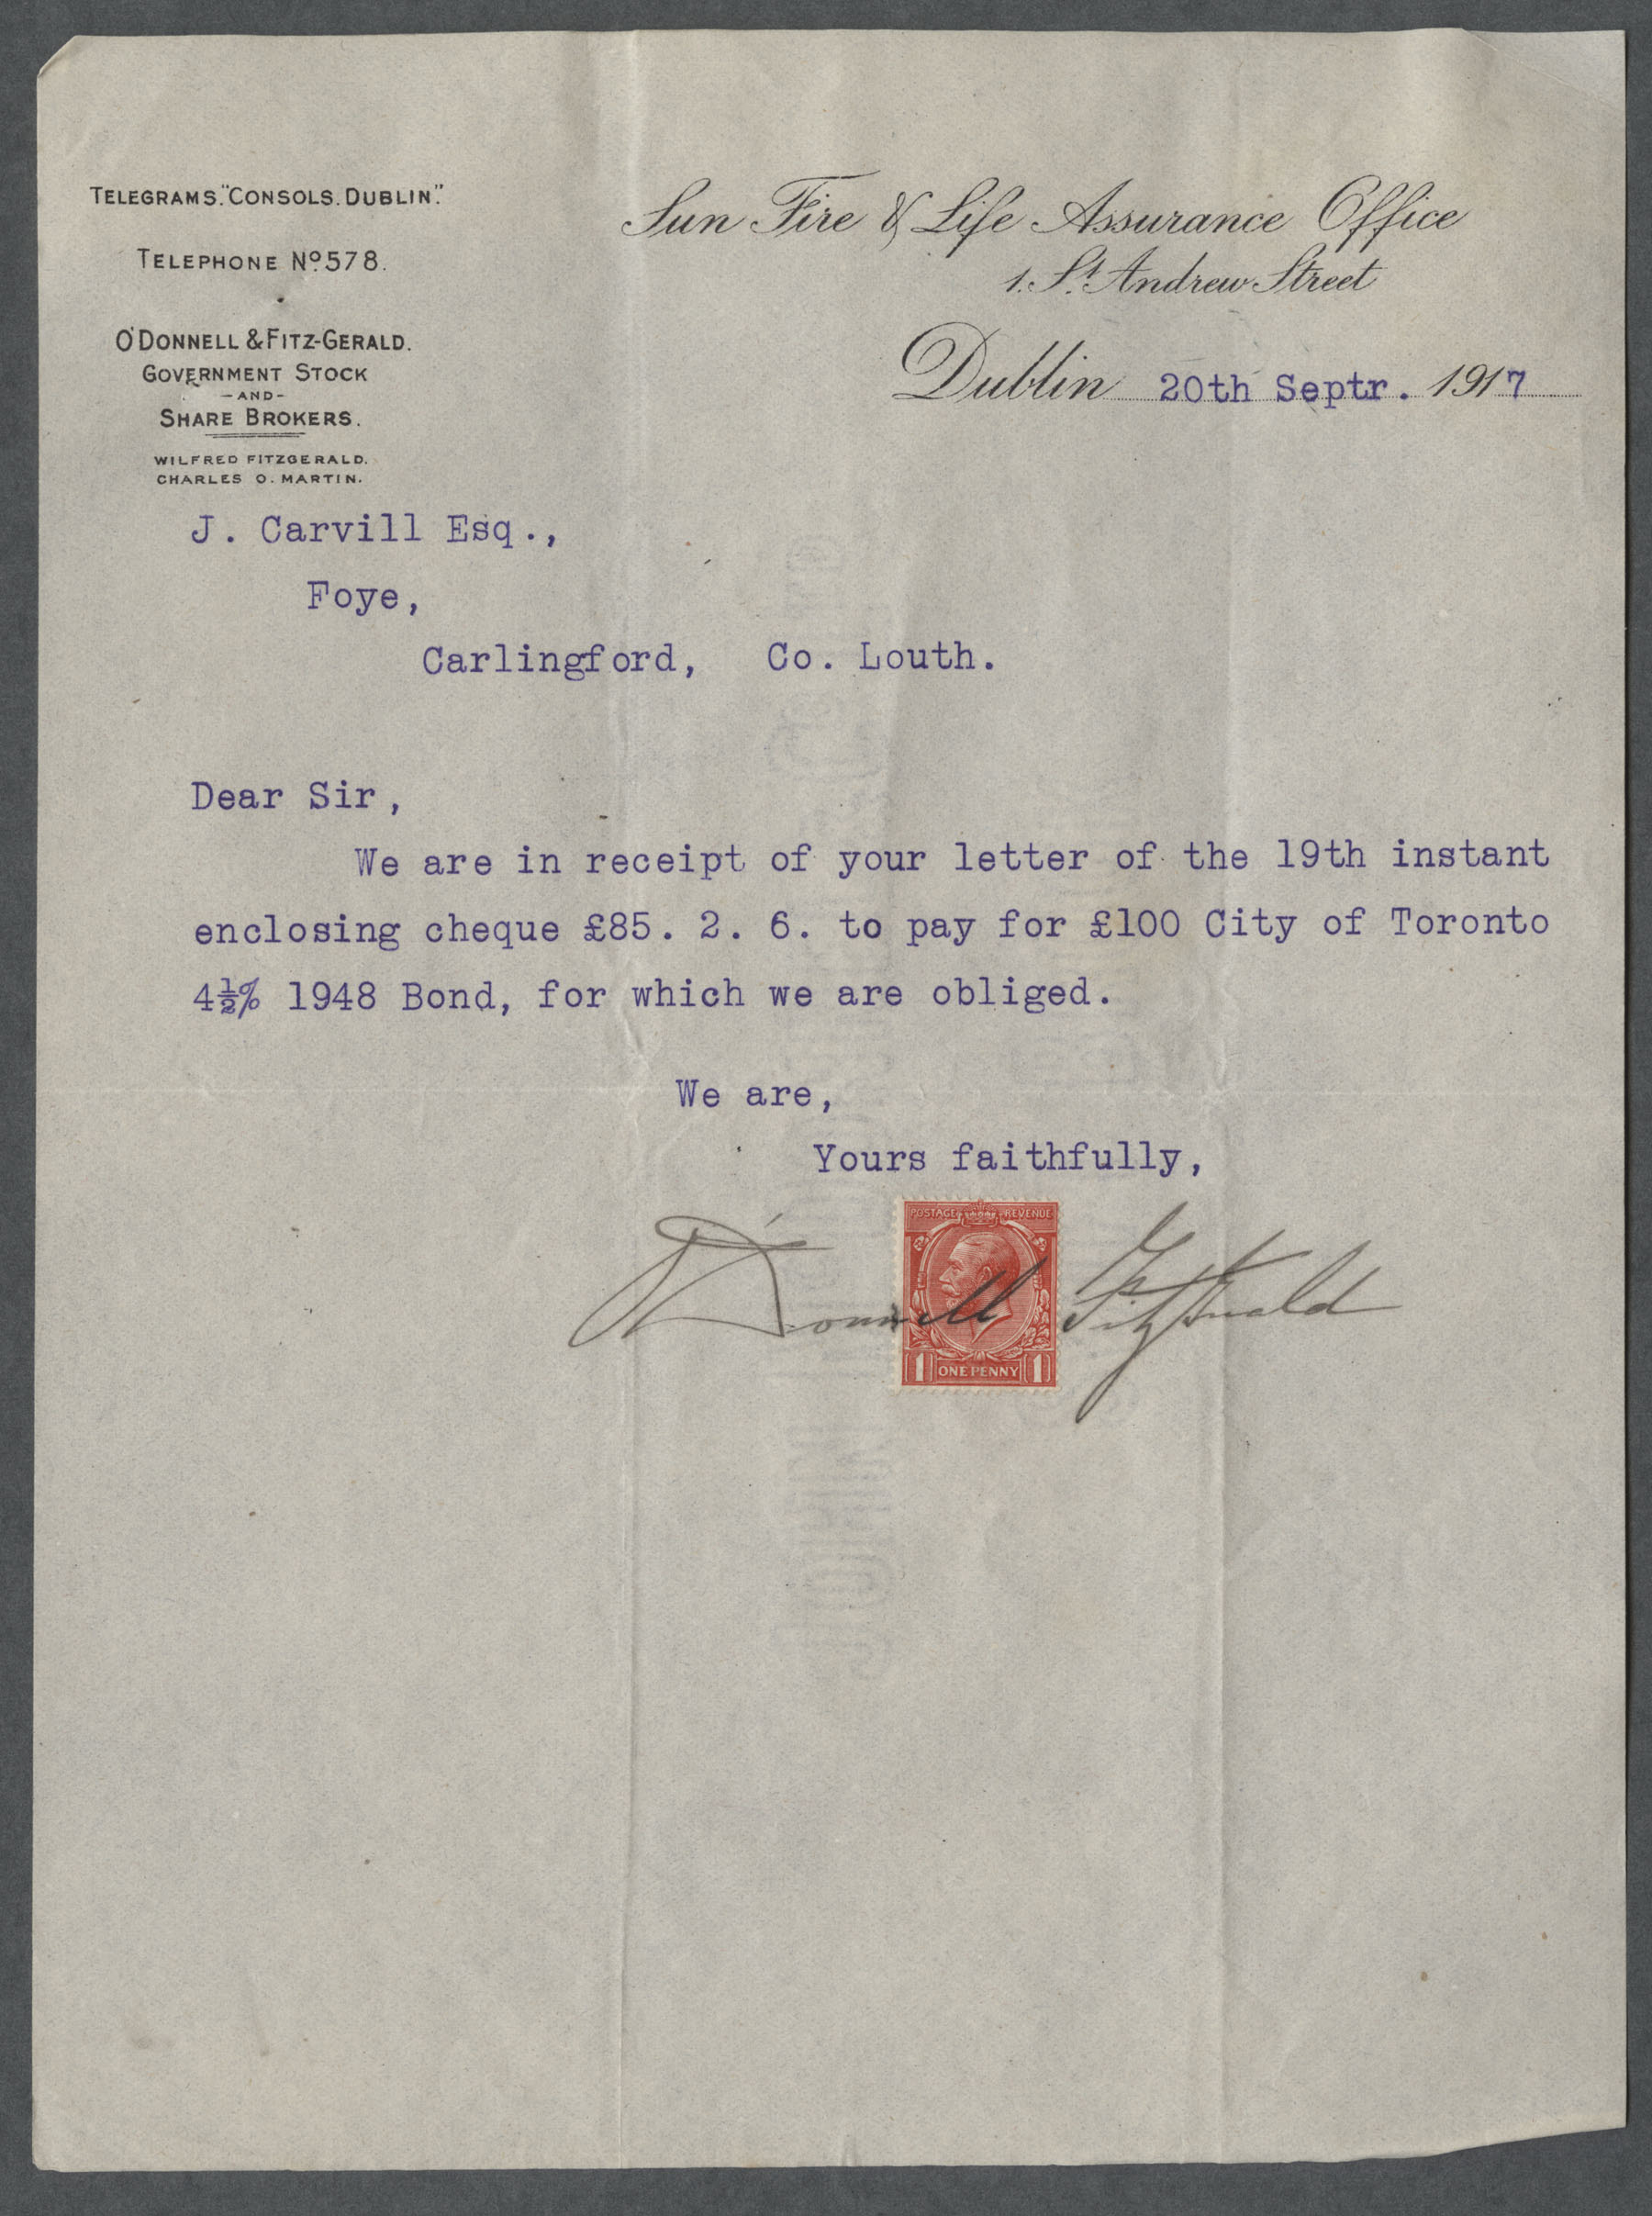 TELEGRAMS. "CONSOLS. DUBLIN."
TELEPHONE No. 578.
O'DONNELL & FITZ-GERALD.
GOVERNMENT STOCK
-AND-
SHARE BROKERS.
WILFRED FITZGERALD.
CHARLES O. MARTIN.
Sun Fire & Life Assurance Office
1. St. Andrew Street
Dublin 20th Septr. 1917
J. Carvill Esq.,
Foye,
Carlingford, Co. Louth.
Dear Sir,
We are in receipt of your letter of the 19th instant
enclosing cheque £85. 2. 6. to pay for £100 City of Toronto
4½% 1948 Bond, for which we are obliged.
We are,
Yours faithfully,
POSTAGE REVENUE
O'Donnell & FitzGerald
1 ONE PENNY 1